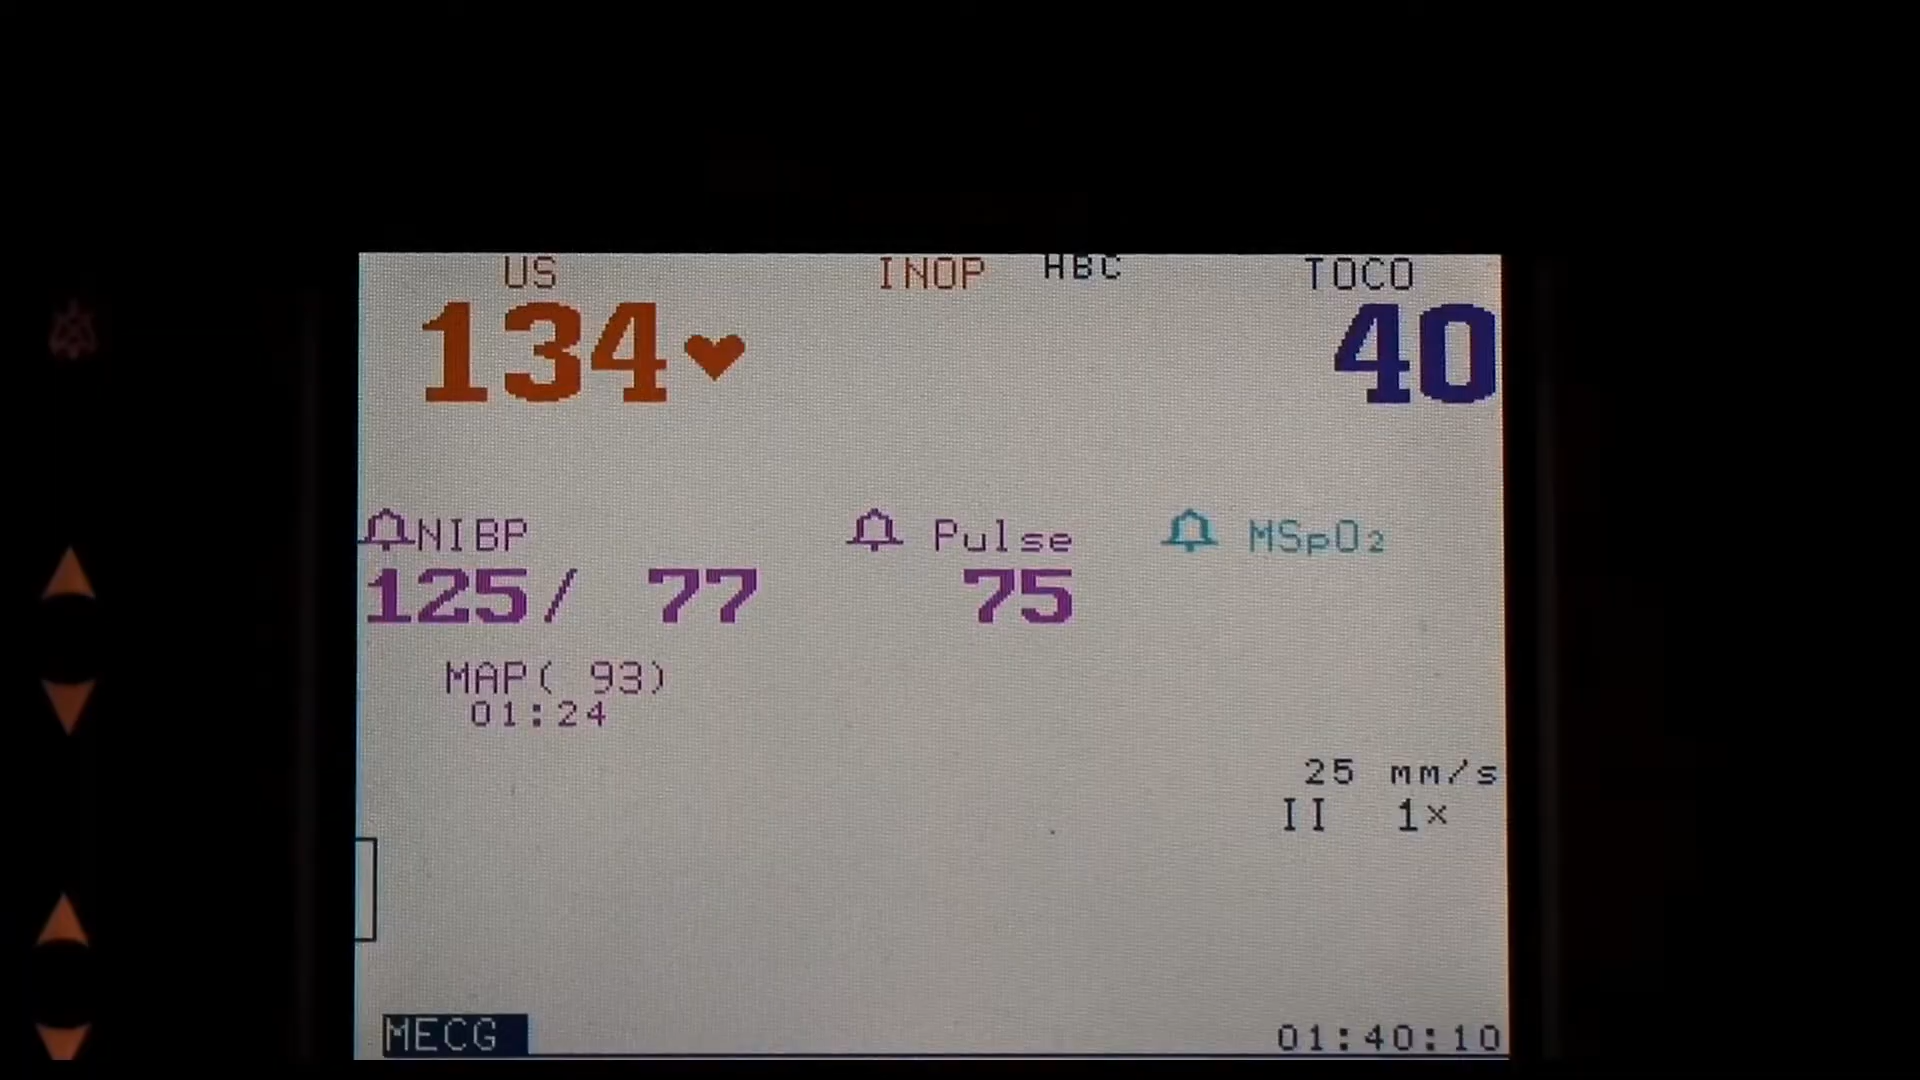 US INOP HBC TOCO
134 40
NIBP Pulse MSpO₂
125/ 77 75
MAP( 93)
01:24
25 mm/s
II 1×
MECG 01:40:10